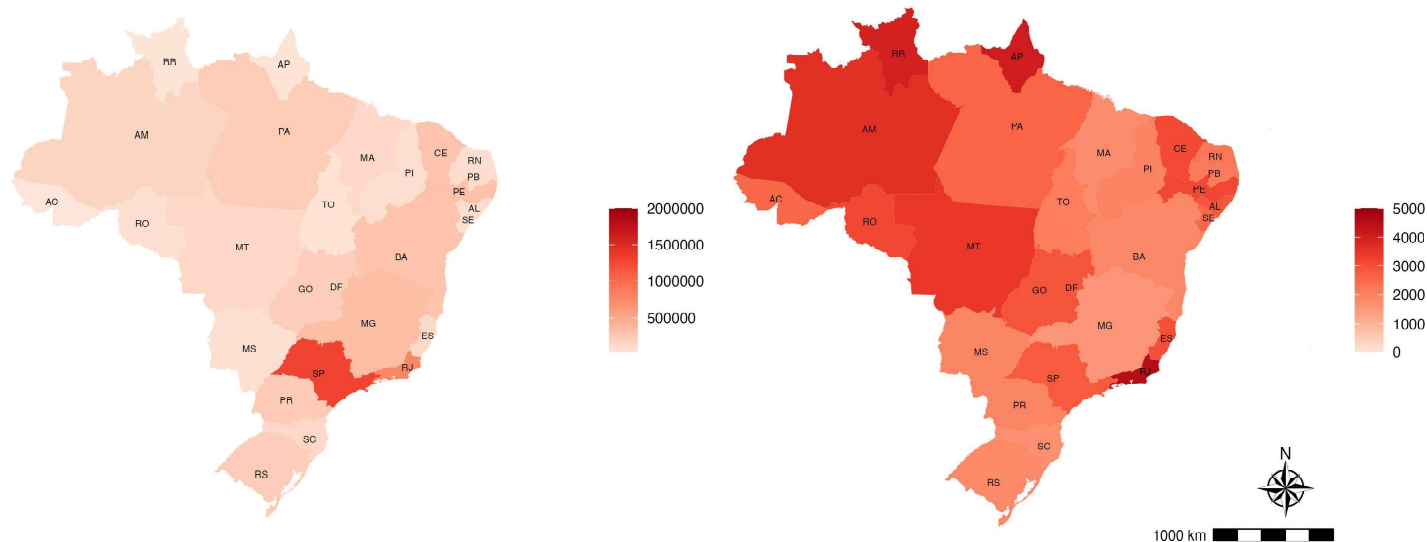 RR
AP
AM
PA
MA
CE
RN
PB
PI
PE
AL
SE
AC
TO
RO
MT
BA
GO
DF
MG
ES
MS
SP
RJ
PR
SC
RS
2000000
1500000
1000000
500000
RR
AP
AM
PA
MA
CE
RN
PB
PI
PE
AL
SE
AC
TO
RO
MT
BA
GO
DF
MG
ES
MS
SP
RJ
PR
SC
RS
5000
4000
3000
2000
1000
0
N
1000 km